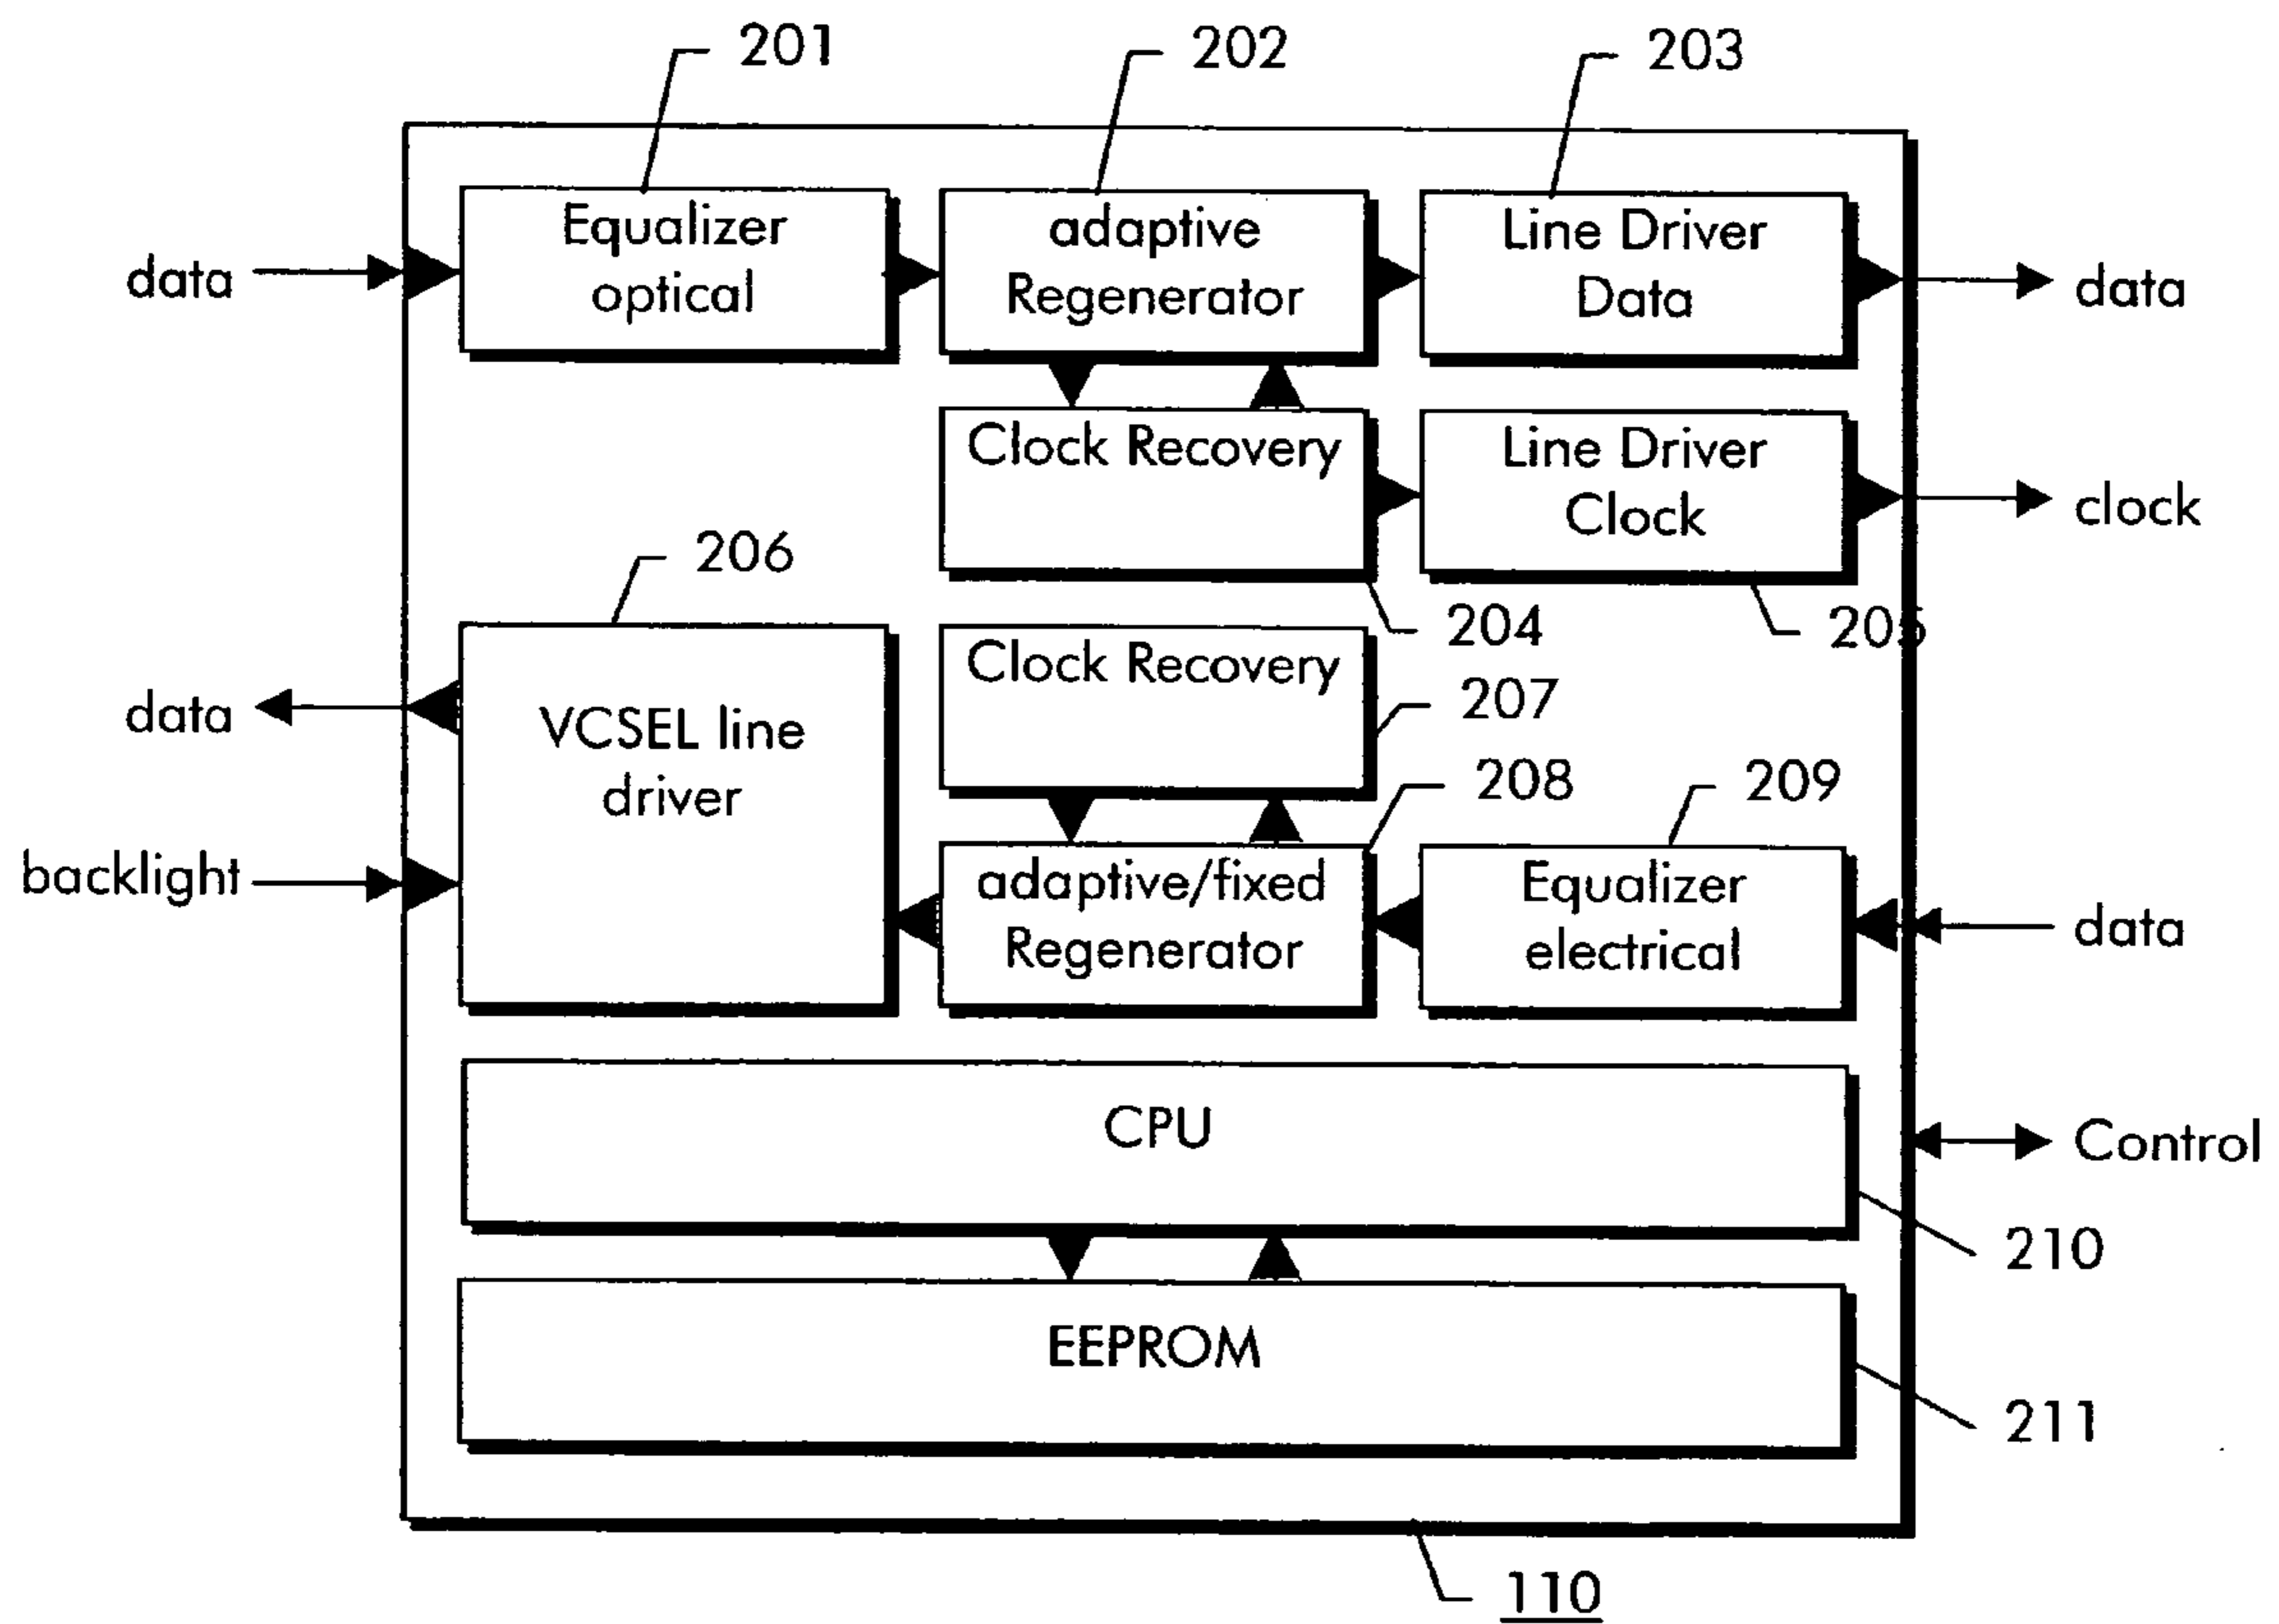 201
202
203
data
Equalizer
optical
adaptive
Regenerator
Line Driver
Data
data
Clock Recovery
Line Driver
Clock
clock
206
204
205
data
VCSEL line
driver
Clock Recovery
207
208
209
backlight
adaptive/fixed
Regenerator
Equalizer
electrical
data
CPU
Control
210
EEPROM
211
110